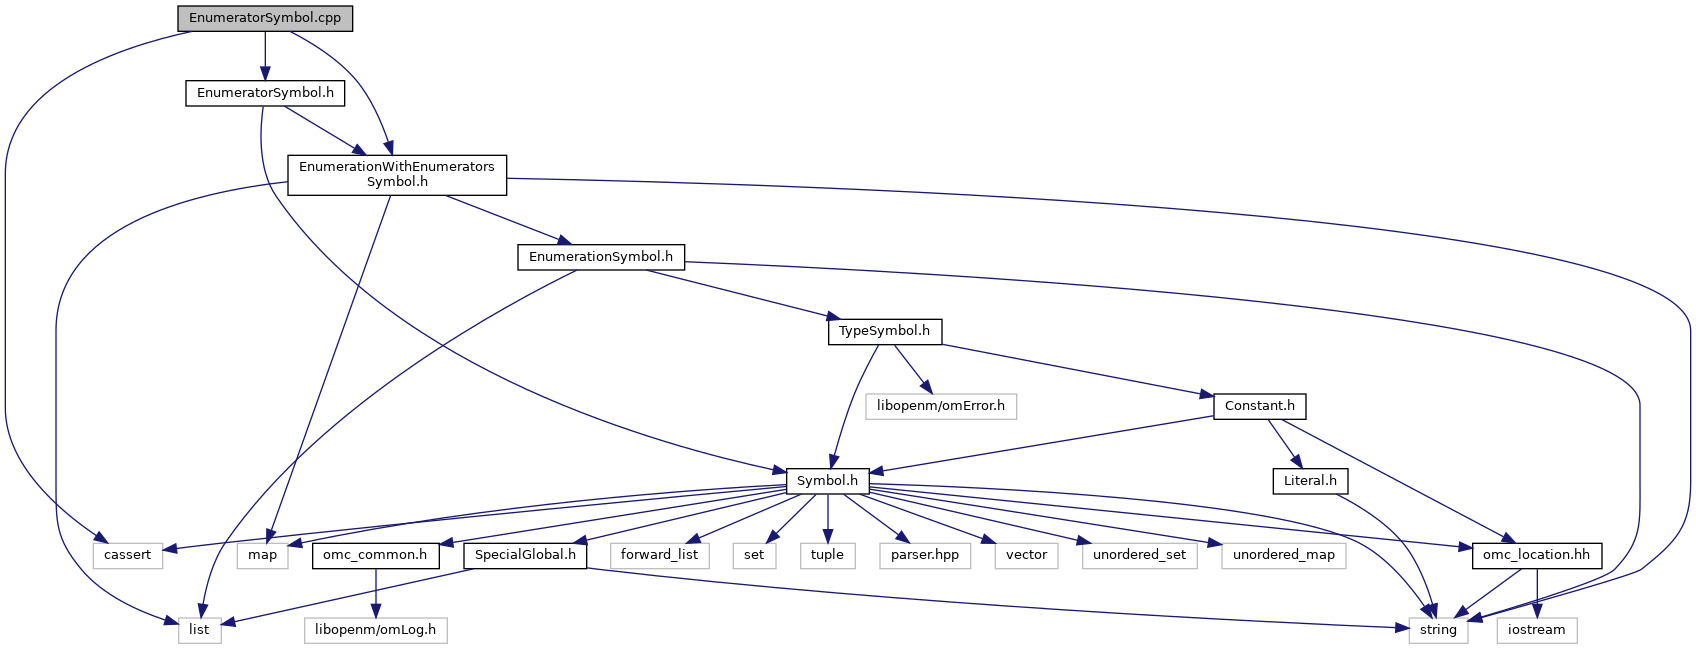 EnumeratorSymbol.cpp
EnumeratorSymbol.h
EnumerationWithEnumerators
Symbol.h
EnumerationSymbol.h
TypeSymbol.h
libopenm/omError.h
Constant.h
Symbol.h
Literal.h
cassert
map
omc_common.h
SpecialGlobal.h
forward_list
set
tuple
parser.hpp
vector
unordered_set
unordered_map
omc_location.hh
list
libopenm/omLog.h
string
iostream